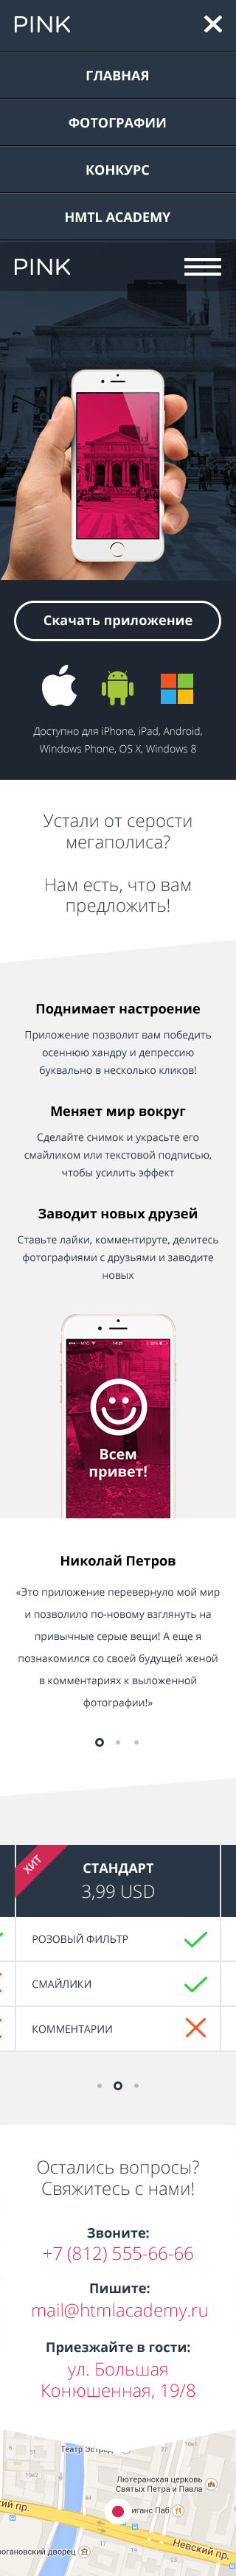 PINK
ГЛАВНАЯ
ФОТОГРАФИИ
КОНКУРС
HMTL ACADEMY
PINK
Скачать приложение
Доступно для iPhone, iPad, Android,
Windows Phone, OS X, Windows 8
Устали от серости
мегаполиса?
Нам есть, что вам
предложить!
Поднимает настроение
Приложение позволит вам победить
осеннюю хандру и депрессию
буквально в несколько кликов!
Меняет мир вокруг
Сделайте снимок и украсьте его
смайликом или текстовой подписью,
чтобы усилить эффект
Заводит новых друзей
Ставьте лайки, комментируте, делитесь
фотографиями с друзьями и заводите
новых
14:21
Всем
привет!
Николай Петров
«Это приложение перевернуло мой мир
и позволило по-новому взглянуть на
привычные серые вещи! А еще я
познакомился со своей будущей женой
в комментариях к выложенной
фотографии!»
ХИТ
СТАНДАРТ
3,99 USD
РОЗОВЫЙ ФИЛЬТР
СМАЙЛИКИ
КОММЕНТАРИИ
Остались вопросы?
Свяжитесь с нами!
Звоните:
+7 (812) 555-66-66
Пишите:
mail@htmlacademy.ru
Приезжайте в гости:
ул. Большая
Конюшенная, 19/8
Театр Эстрад
Лютеранская церковь
Святых Петра и Павла
ий пр.
иганс Паб
Невский пр.
рогановский дворец